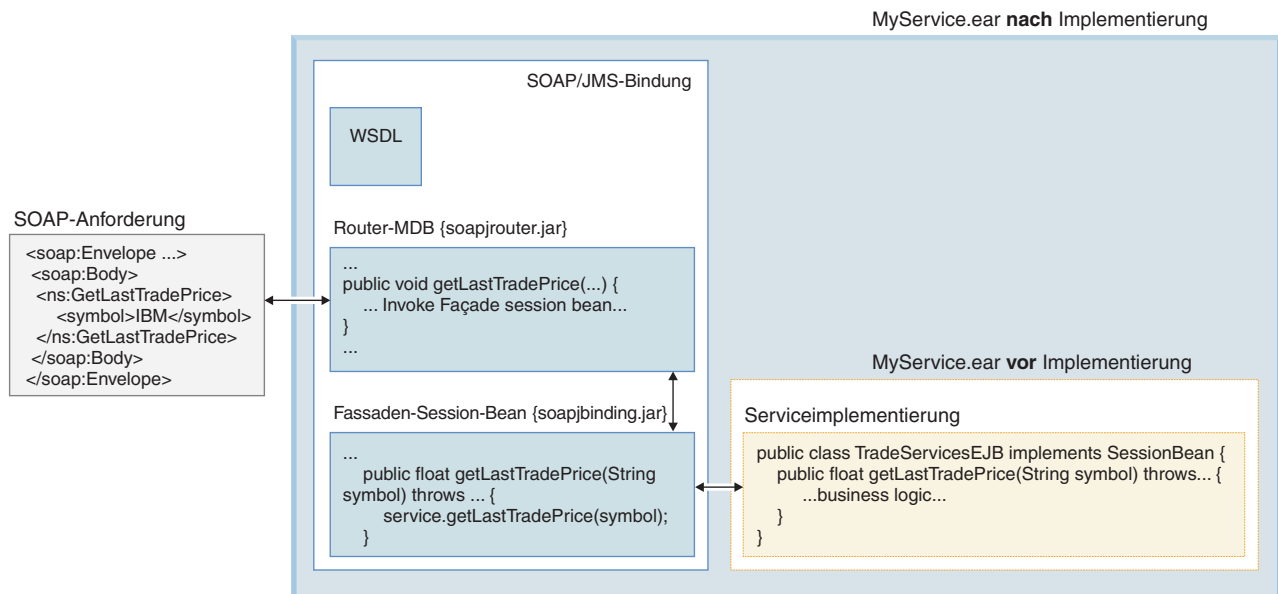 MyService.ear nach Implementierung
SOAP/JMS-Bindung
WSDL
SOAP-Anforderung
<soap:Envelope ...>
<soap:Body>
<ns:GetLastTradePrice>
<symbol>IBM</symbol>
</ns:GetLastTradePrice>
</soap:Body>
</soap:Envelope>
Router-MDB {soapjrouter.jar}
...
public void getLastTradePrice(...) {
... Invoke Façade session bean...
}
...
Fassaden-Session-Bean {soapjbinding.jar}
...
public float getLastTradePrice(String
symbol) throws ... {
service.getLastTradePrice(symbol);
}
MyService.ear vor Implementierung
Serviceimplementierung
public class TradeServicesEJB implements SessionBean {
public float getLastTradePrice(String symbol) throws... {
...business logic...
}
}